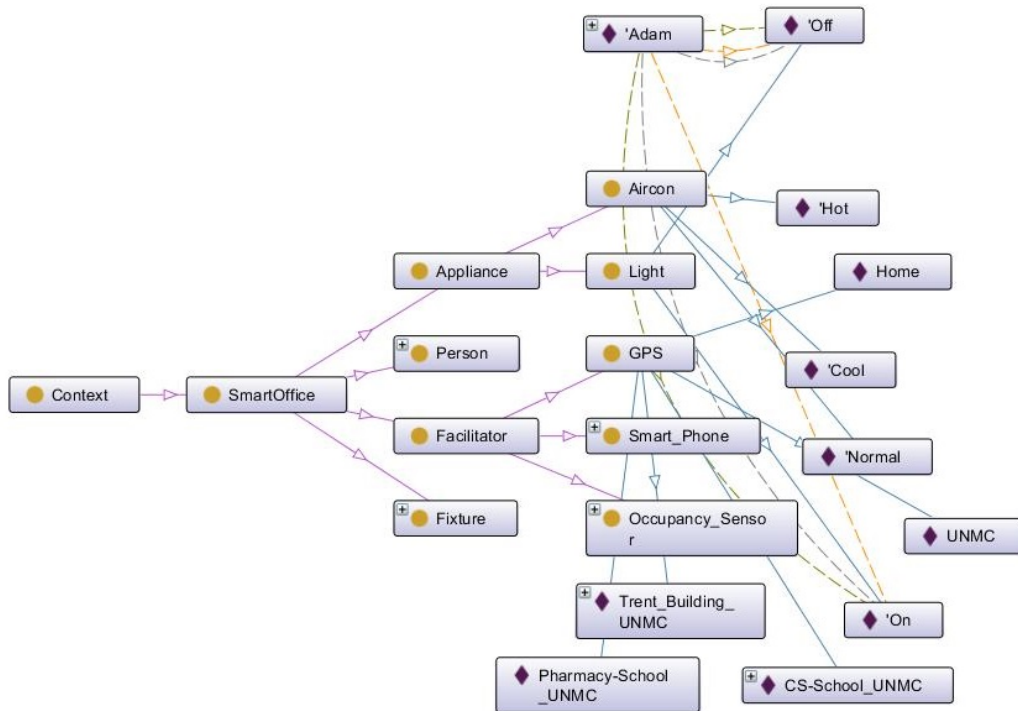 'Adam
'Off
Aircon
'Hot
Appliance
Light
Home
Person
GPS
Context
SmartOffice
'Cool
Facilitator
Smart_Phone
'Normal
Fixture
Occupancy_Senso
r
UNMC
Trent_Building_
UNMC
'On
Pharmacy-School
_UNMC
CS-School_UNMC